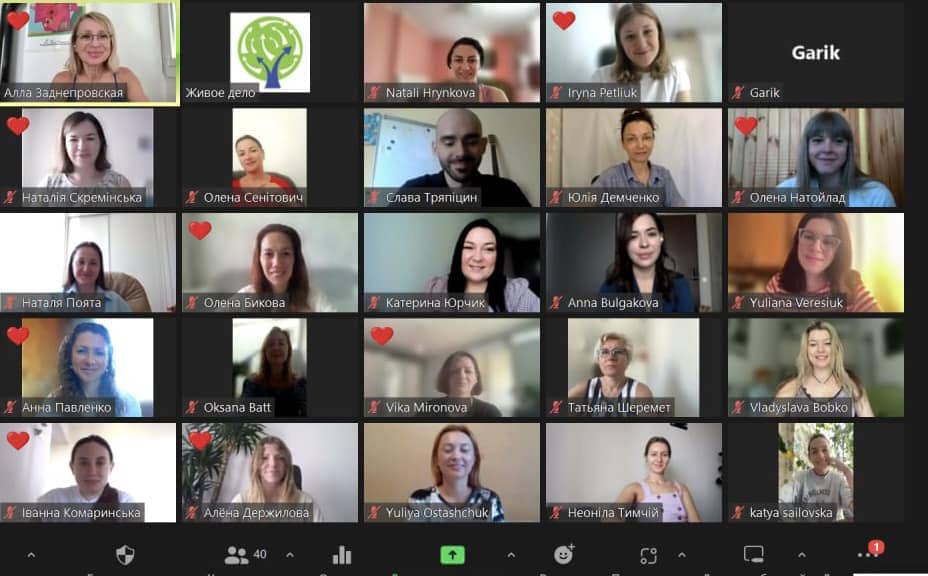 Алла Заднепровская
Живое дело
Natali Hrynkova
Iryna Petliuk
Garik
Garik
Наталія Скремінська
Олена Сенітович
Слава Тряпіцин
Юлія Демченко
Олена Натойлад
Наталя Поята
Олена Бикова
Катерина Юрчик
Anna Bulgakova
Yuliana Veresiuk
Анна Павленко
Oksana Batt
Vika Mironova
Татьяна Шеремет
Vladyslava Bobko
Іванна Комаринська
Алёна Держилова
Yuliya Ostashchuk
Неоніла Тимчій
katya sailovska
40
1